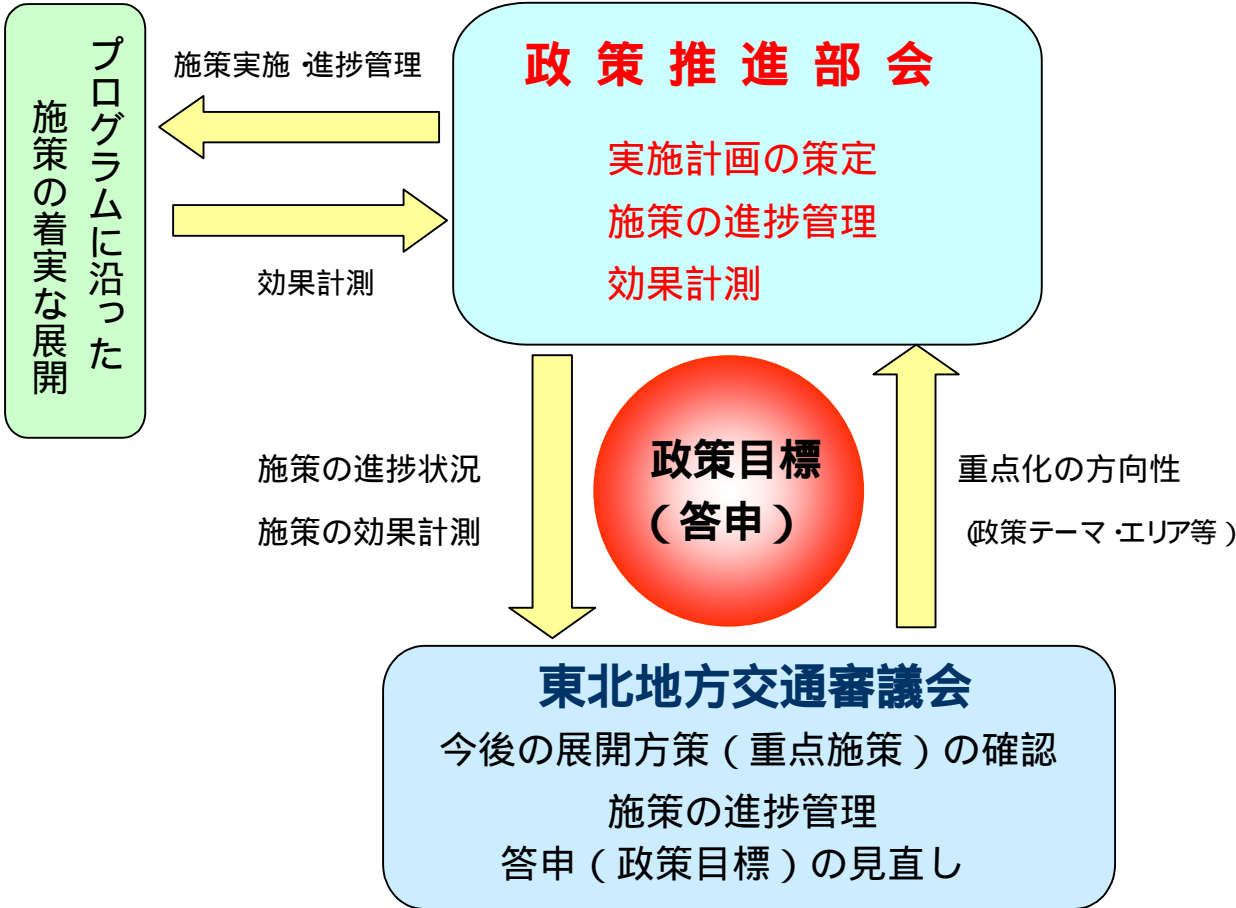 プログラムに沿った
施策の着実な展開
施策実施・進捗管理
効果計測
政策推進部会
実施計画の策定
施策の進捗管理
効果計測
施策の進捗状況
施策の効果計測
政策目標
(答申)
重点化の方向性
(政策テーマ・エリア等)
東北地方交通審議会
今後の展開方策(重点施策)の確認
施策の進捗管理
答申(政策目標)の見直し